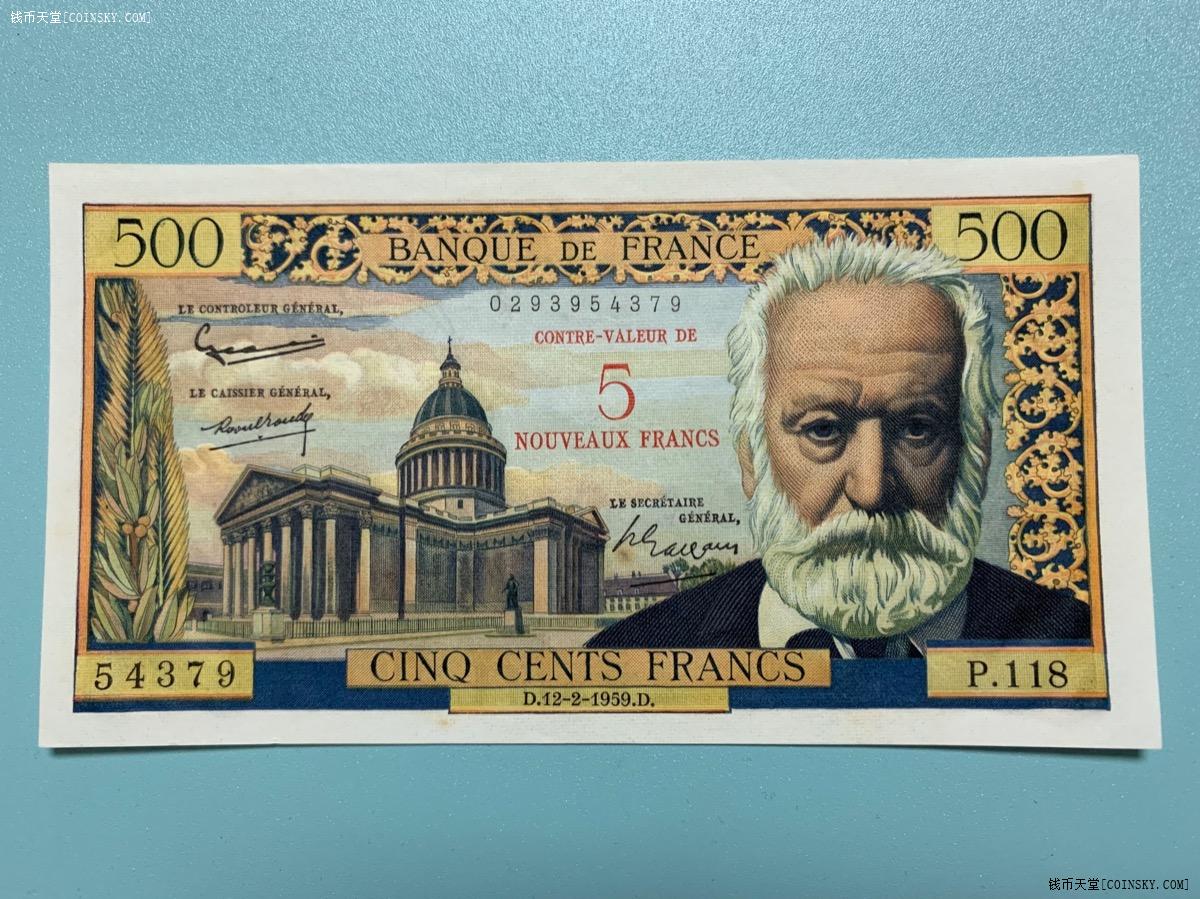 钱币天堂[COINSKY.COM]
500
BANQUE DE FRANCE
500
0293954379
LE CONTROLEUR GÉNÉRAL,
CONTRE-VALEUR DE
5
NOUVEAUX FRANCS
LE CAISSIER GÉNÉRAL,
LE SECRÉTAIRE
GÉNÉRAL,
54379
CINQ CENTS FRANCS
P.118
D.12-2-1959.D.
钱币天堂[COINSKY.COM]